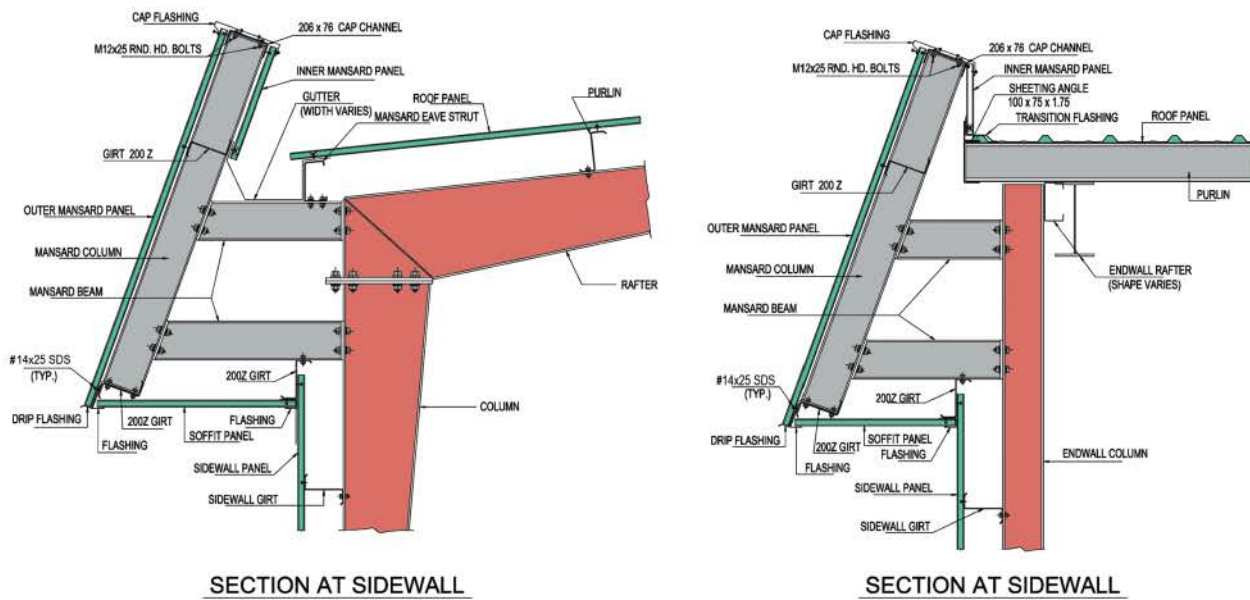 CAP FLASHING
206 x 76 CAP CHANNEL
M12x25 RND. HD. BOLTS
INNER MANSARD PANEL
GUTTER
(WIDTH VARIES)
ROOF PANEL
MANSARD EAVE STRUT
PURLIN
GIRT 200 Z
OUTER MANSARD PANEL
MANSARD COLUMN
MANSARD BEAM
RAFTER
#14x25 SDS
(TYP.)
200Z GIRT
COLUMN
DRIP FLASHING
200Z GIRT
FLASHING
SOFFIT PANEL
FLASHING
SIDEWALL PANEL
SIDEWALL GIRT
SECTION AT SIDEWALL
CAP FLASHING
206 x 76 CAP CHANNEL
M12x25 RND. HD. BOLTS
INNER MANSARD PANEL
SHEETING ANGLE
100 x 75 x 1.75
TRANSITION FLASHING
ROOF PANEL
GIRT 200 Z
PURLIN
OUTER MANSARD PANEL
MANSARD COLUMN
ENDWALL RAFTER
(SHAPE VARIES)
MANSARD BEAM
#14x25 SDS
(TYP.)
200Z GIRT
DRIP FLASHING
200Z GIRT
SOFFIT PANEL
FLASHING
FLASHING
ENDWALL COLUMN
SIDEWALL PANEL
SIDEWALL GIRT
SECTION AT SIDEWALL